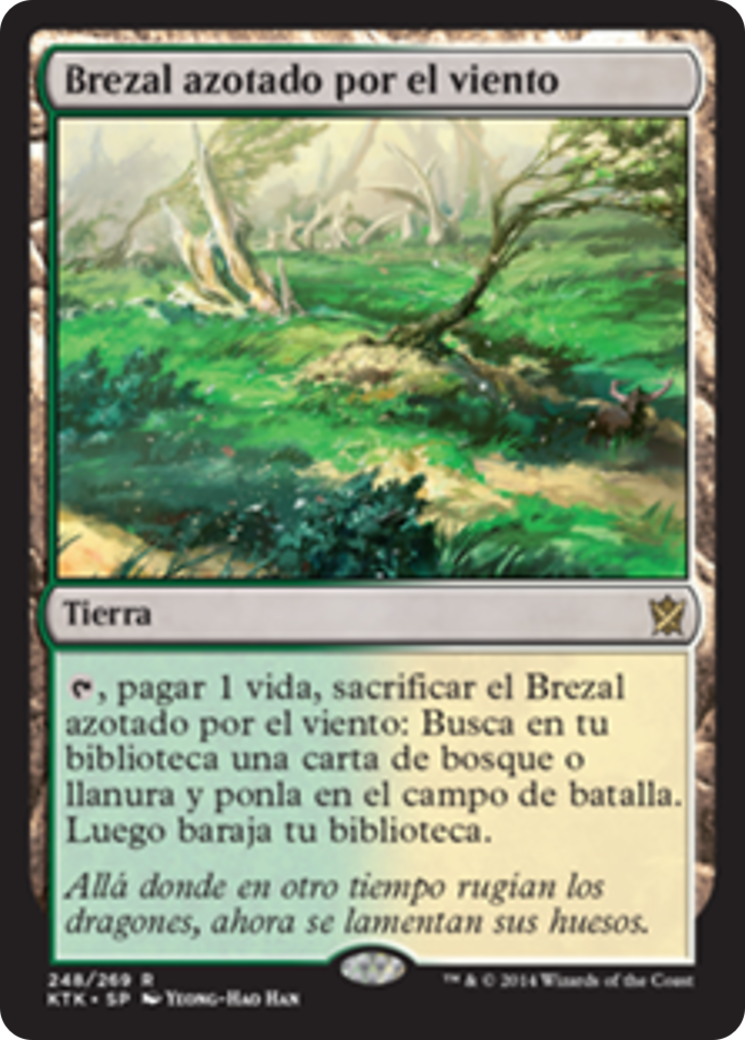 Brezal azotado por el viento
Tierra
, pagar 1 vida, sacrificar el Brezal
azotado por el viento: Busca en tu
biblioteca una carta de bosque o
llanura y ponla en el campo de batalla.
Luego baraja tu biblioteca.
Allá donde en otro tiempo rugían los
dragones, ahora se lamentan sus huesos.
248/269 R
KTK • SP Yeong-Hao Han
™ & © 2014 Wizards of the Coast